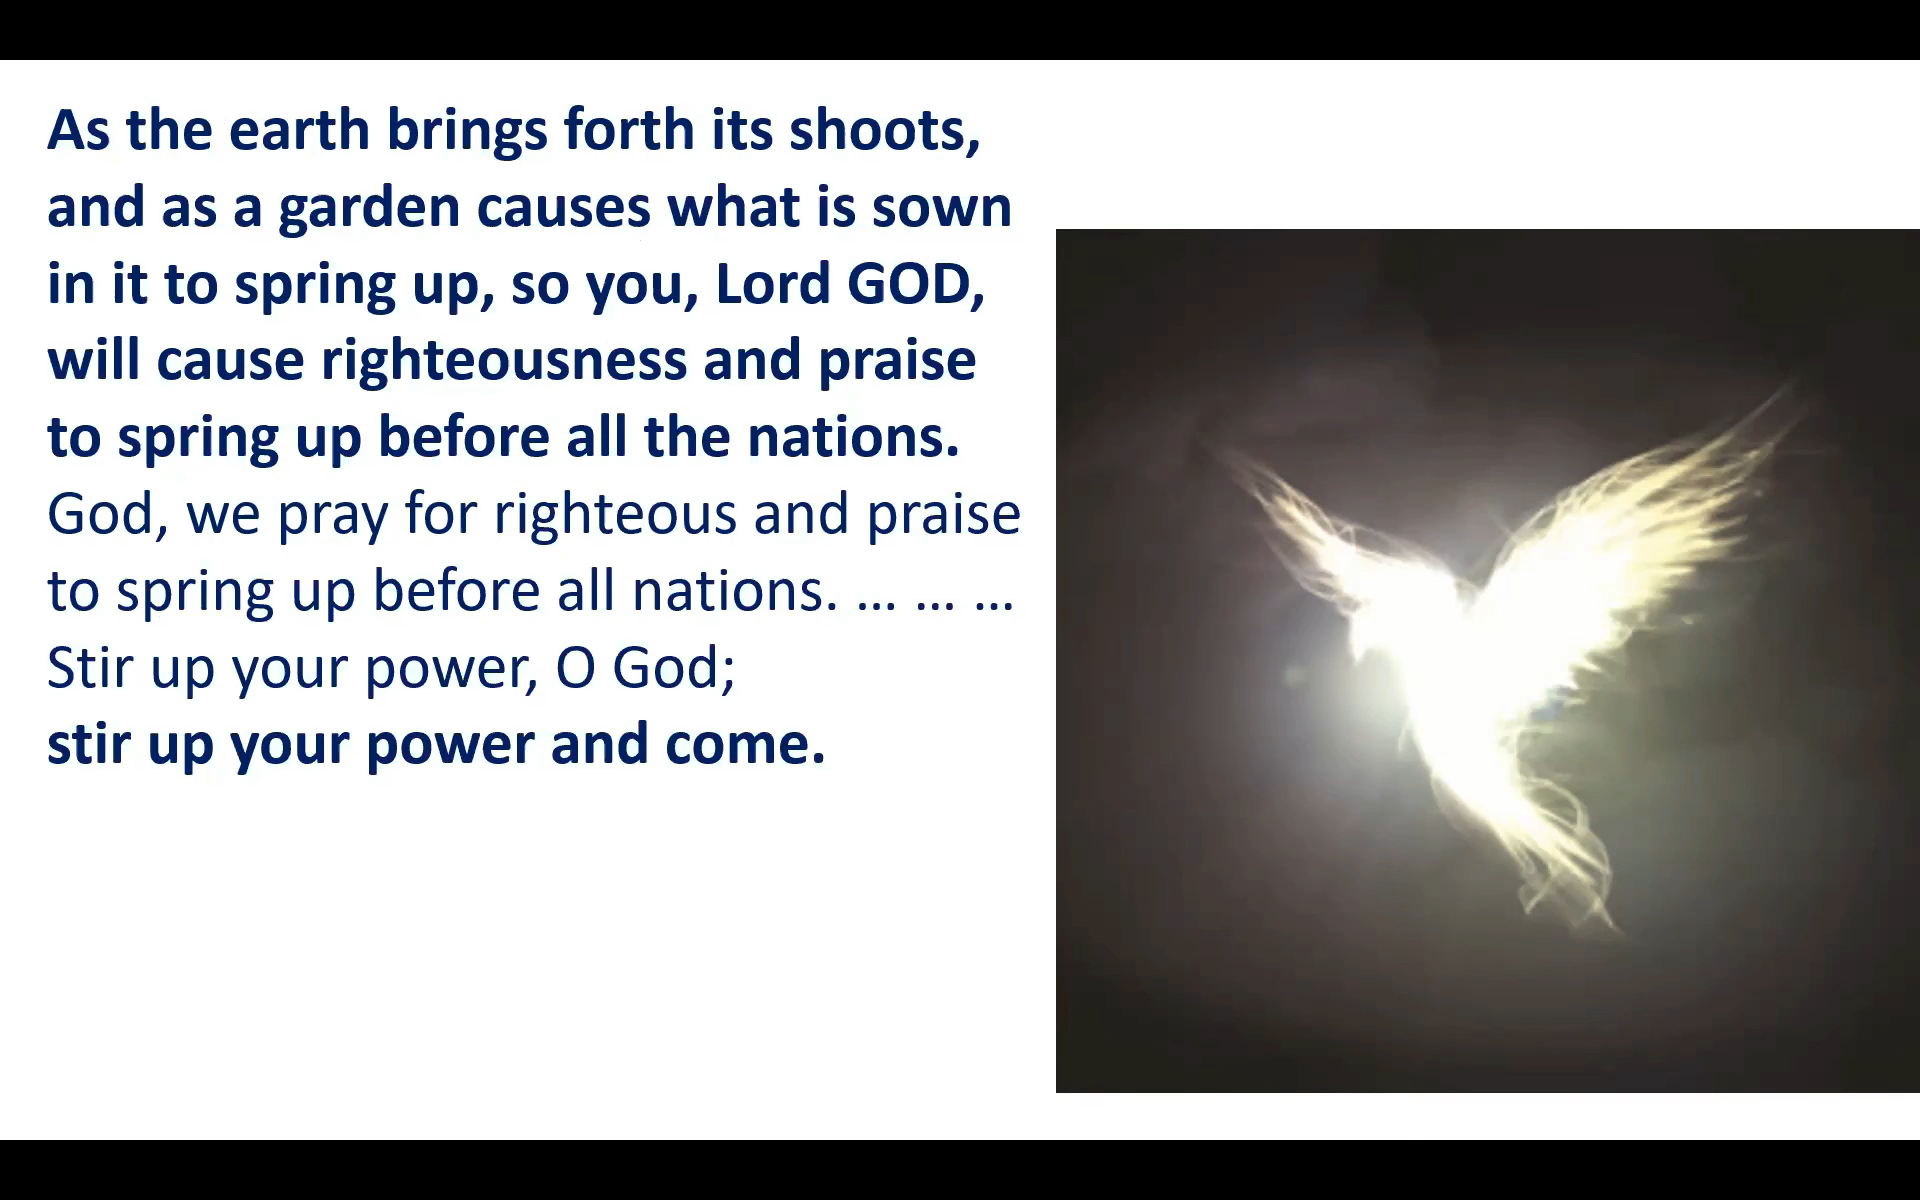 As the earth brings forth its shoots,
and as a garden causes what is sown
in it to spring up, so you, Lord GOD,
will cause righteousness and praise
to spring up before all the nations.
God, we pray for righteous and praise
to spring up before all nations. … … …
Stir up your power, O God;
stir up your power and come.